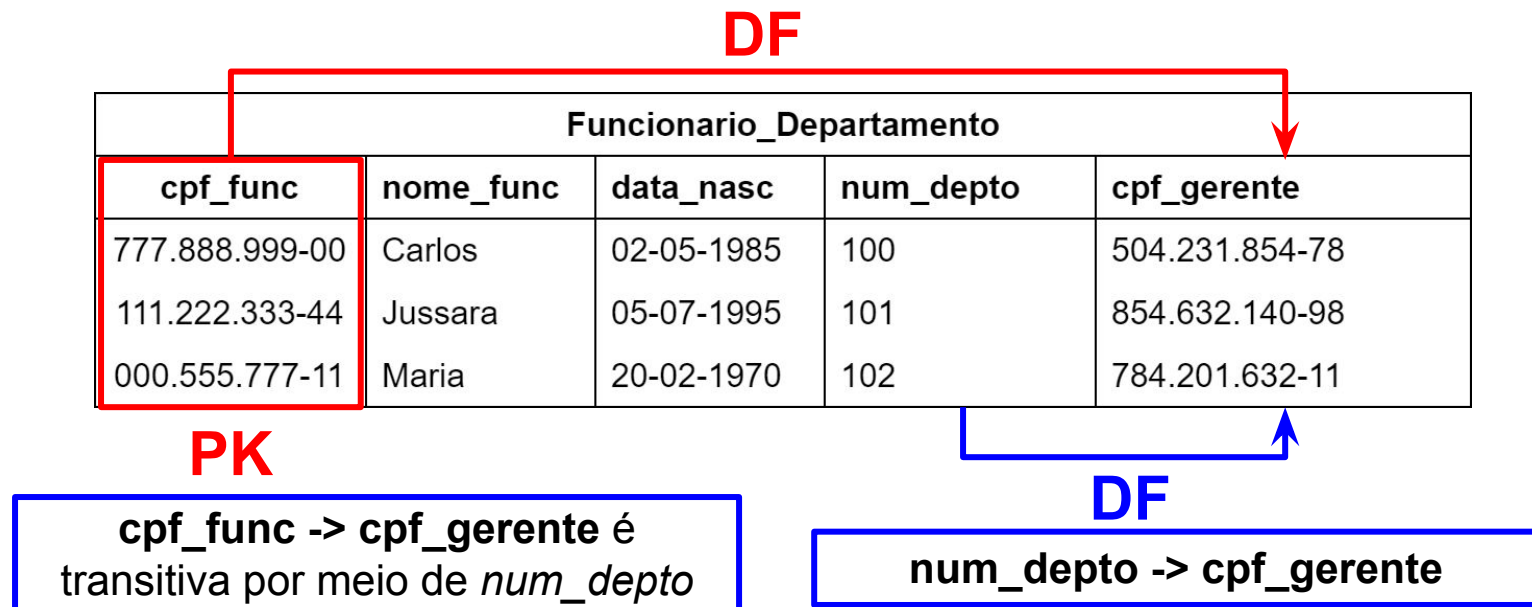 DF
Funcionario_Departamento
cpf_func nome_func data_nasc num_depto cpf_gerente
777.888.999-00 Carlos 02-05-1985 100 504.231.854-78
111.222.333-44 Jussara 05-07-1995 101 854.632.140-98
000.555.777-11 Maria 20-02-1970 102 784.201.632-11
PK
DF
cpf_func -> cpf_gerente é
transitiva por meio de num_depto
num_depto -> cpf_gerente